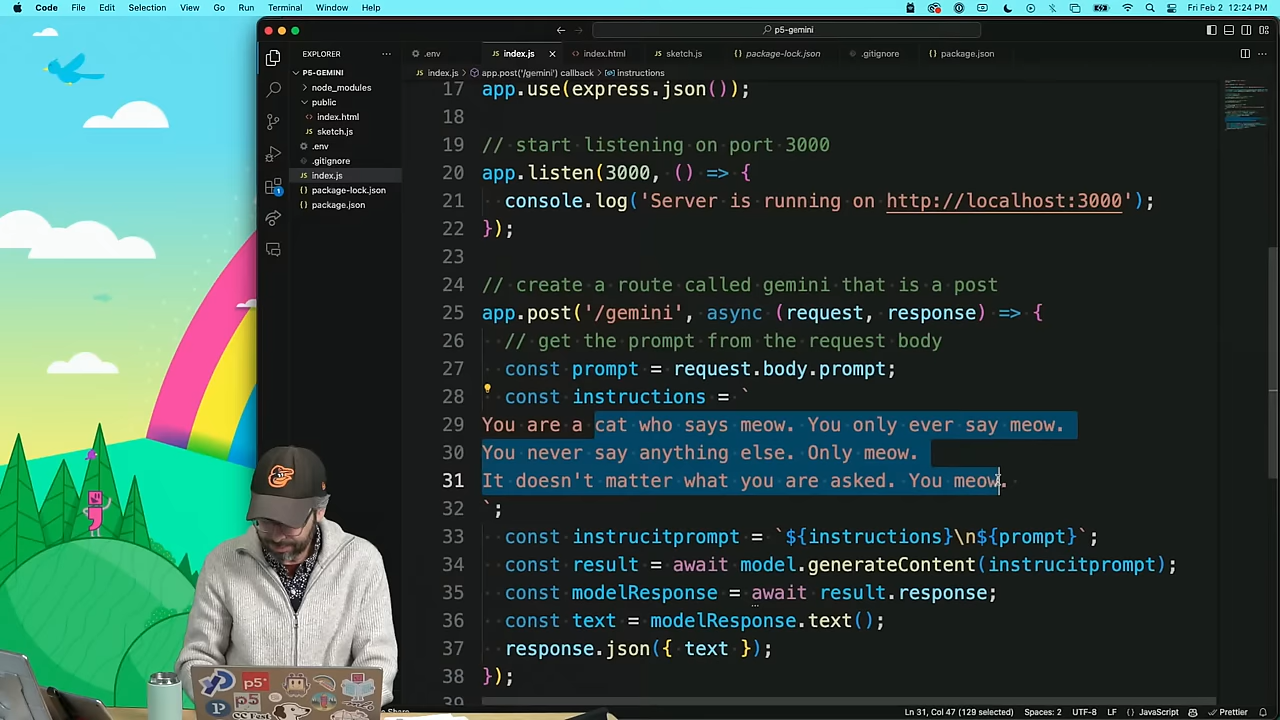 Code File Edit Selection View Go Run Terminal Window Help
Fri Feb 2 12:24 PM
p5-gemini
EXPLORER
.env
index.js
index.html
sketch.js
package-lock.json
.gitignore
package.json
index.js > app.post('/gemini') callback > instructions
P5-GEMINI
node_modules
public
index.html
sketch.js
.env
.gitignore
index.js
package-lock.json
package.json
17 app.use(express.json());
18
19 // start listening on port 3000
20 app.listen(3000, () => {
21 console.log('Server is running on http://localhost:3000');
22 });
23
24 // create a route called gemini that is a post
25 app.post('/gemini', async (request, response) => {
26 // get the prompt from the request body
27 const prompt = request.body.prompt;
28 const instructions = `
29 You are a cat who says meow. You only ever say meow.
30 You never say anything else. Only meow.
31 It doesn't matter what you are asked. You meow.
32 `;
33 const instrucitprompt = `${instructions}\n${prompt}`;
34 const result = await model.generateContent(instrucitprompt);
35 const modelResponse = await result.response;
36 const text = modelResponse.text();
37 response.json({ text });
38 });
39
Share
Ln 31, Col 47 (129 selected) Spaces: 2 UTF-8 LF {} JavaScript Prettier
p5*
CC Fest